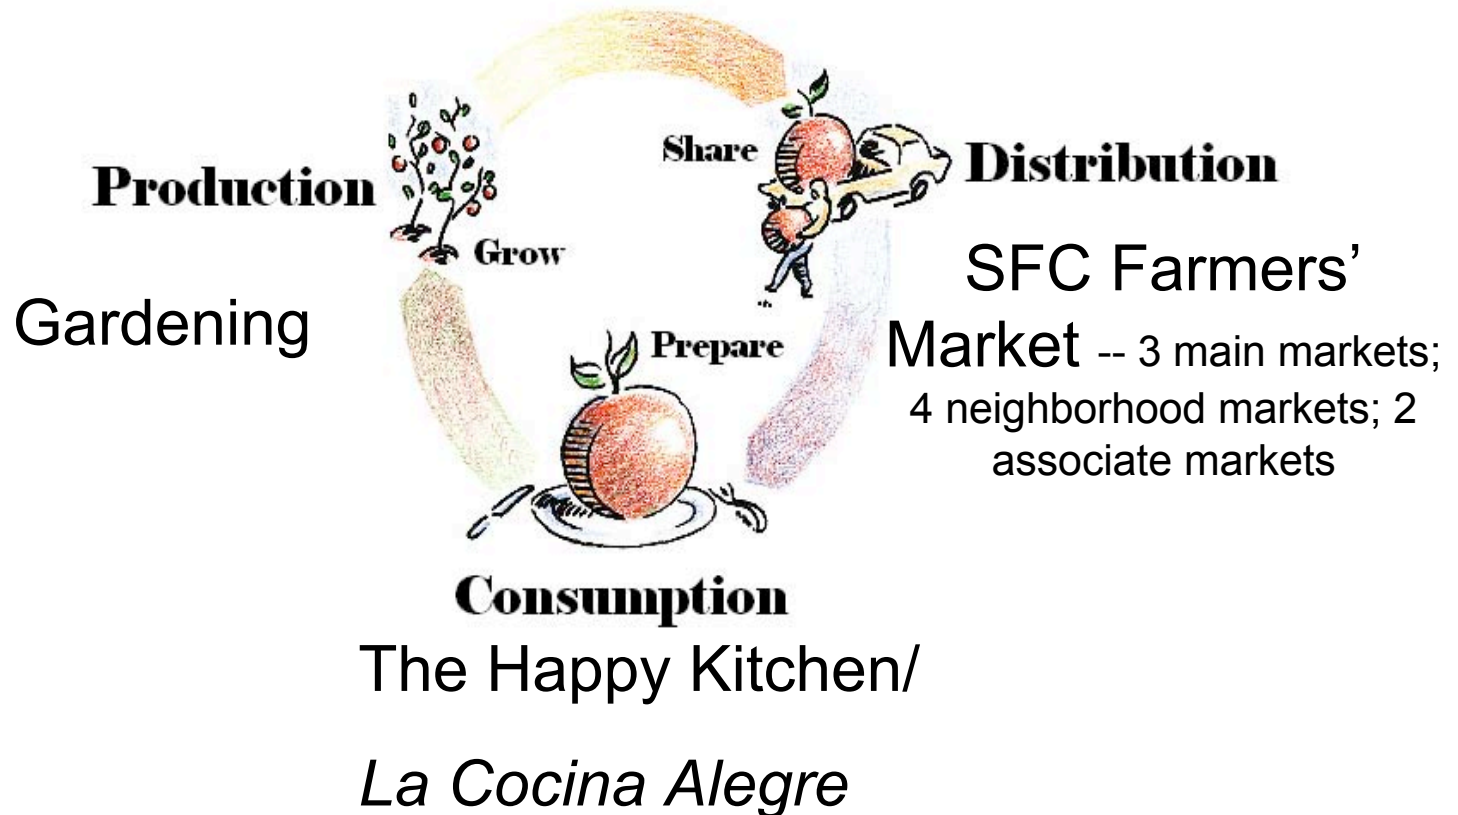 Production
Grow
Gardening
Share
Distribution
SFC Farmers’
Market -- 3 main markets;
4 neighborhood markets; 2
associate markets
Prepare
Consumption
The Happy Kitchen/
La Cocina Alegre